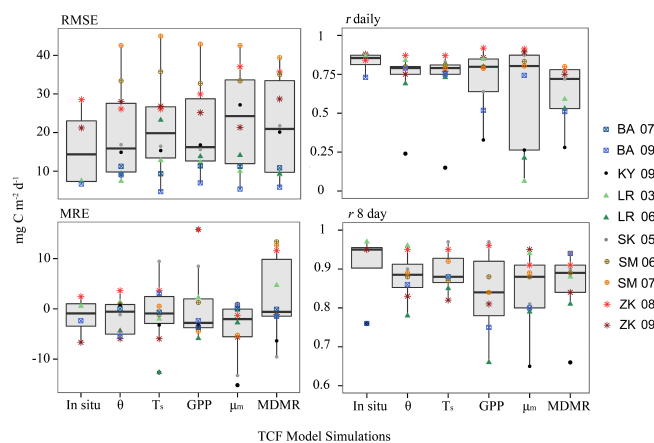 RMSE
r daily
mg C m⁻² d⁻¹
50
40
30
20
10
1
0.75
0.5
0.25
0
MRE
r 8 day
10
0
-10
1
0.9
0.8
0.7
0.6
In situ θ Ts GPP μm MDMR
In situ θ Ts GPP μm MDMR
TCF Model Simulations
BA 07
BA 09
KY 09
LR 03
LR 06
SK 05
SM 06
SM 07
ZK 08
ZK 09